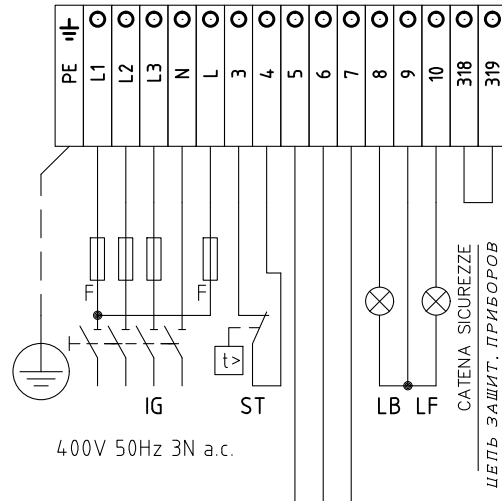 PE L1 L2 L3 N L 3 4 5 6 7 8 9 10 318 319
F F
t>
IG ST LB LF
400V 50Hz 3N a.c.
CATENA SICUREZZE
ЦЕПЬ ЗАЩИТ. ПРИБОРОВ